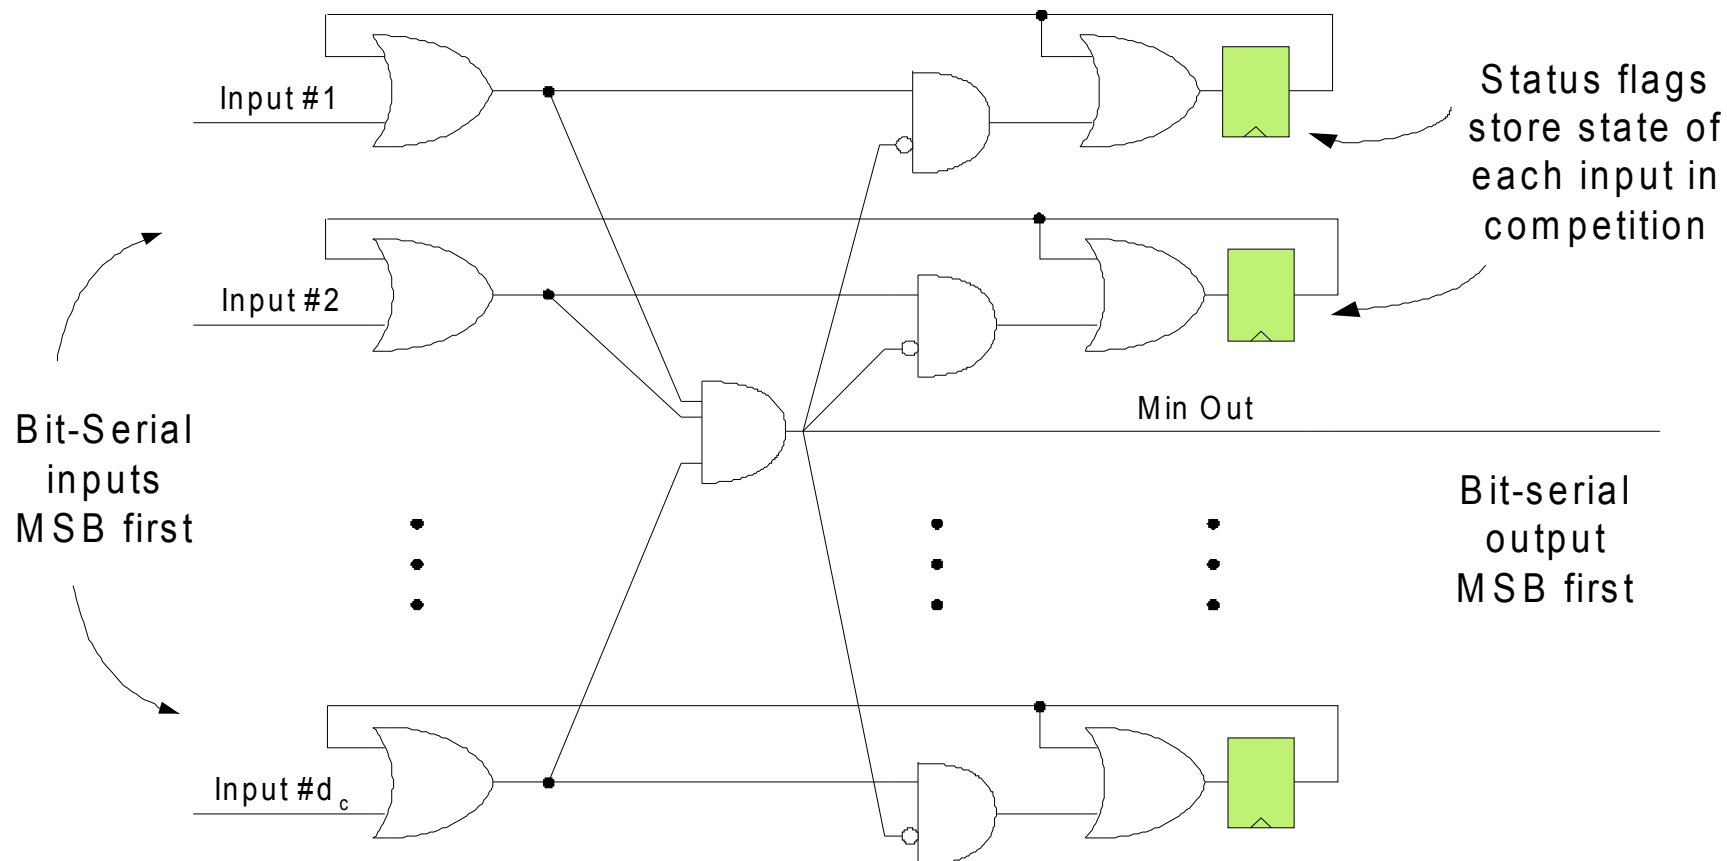 Input #1
Status flags
store state of
each input in
competition
Input #2
Min Out
Bit-Serial
inputs
MSB first
Bit-serial
output
MSB first
Input #d c